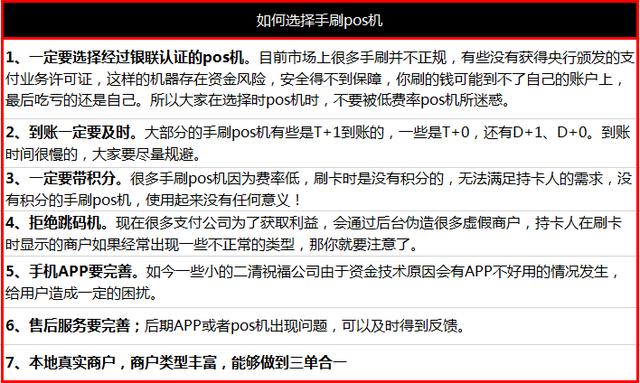 如何选择手刷pos机
1、一定要选择经过银联认证的pos机。目前市场上很多手刷并不正规，有些没有获得央行颁发的支
付业务许可证，这样的机器存在资金风险，安全得不到保障，你刷的钱可能到不了自己的账户上，
最后吃亏的还是自己。所以大家在选择时pos机时，不要被低费率pos机所迷惑。
2、到账一定要及时。大部分的手刷pos机有些是T+1到账的，一些是T+0，还有D+1、D+0。到账
时间很慢的，大家要尽量规避。
3、一定要带积分。很多手刷pos机因为费率低，刷卡时是没有积分的，无法满足持卡人的需求，没
有积分的手刷pos机，使用起来没有任何意义！
4、拒绝跳码机。现在很多支付公司为了获取利益，会通过后台伪造很多虚假商户，持卡人在刷卡
时显示的商户如果经常出现一些不正常的类型，那你就要注意了。
5、手机APP要完善。如今一些小的二清祝福公司由于资金技术原因会有APP不好用的情况发生，
给用户造成一定的困扰。
6、售后服务要完善；后期APP或者pos机出现问题，可以及时得到反馈。
7、本地真实商户，商户类型丰富，能够做到三单合一